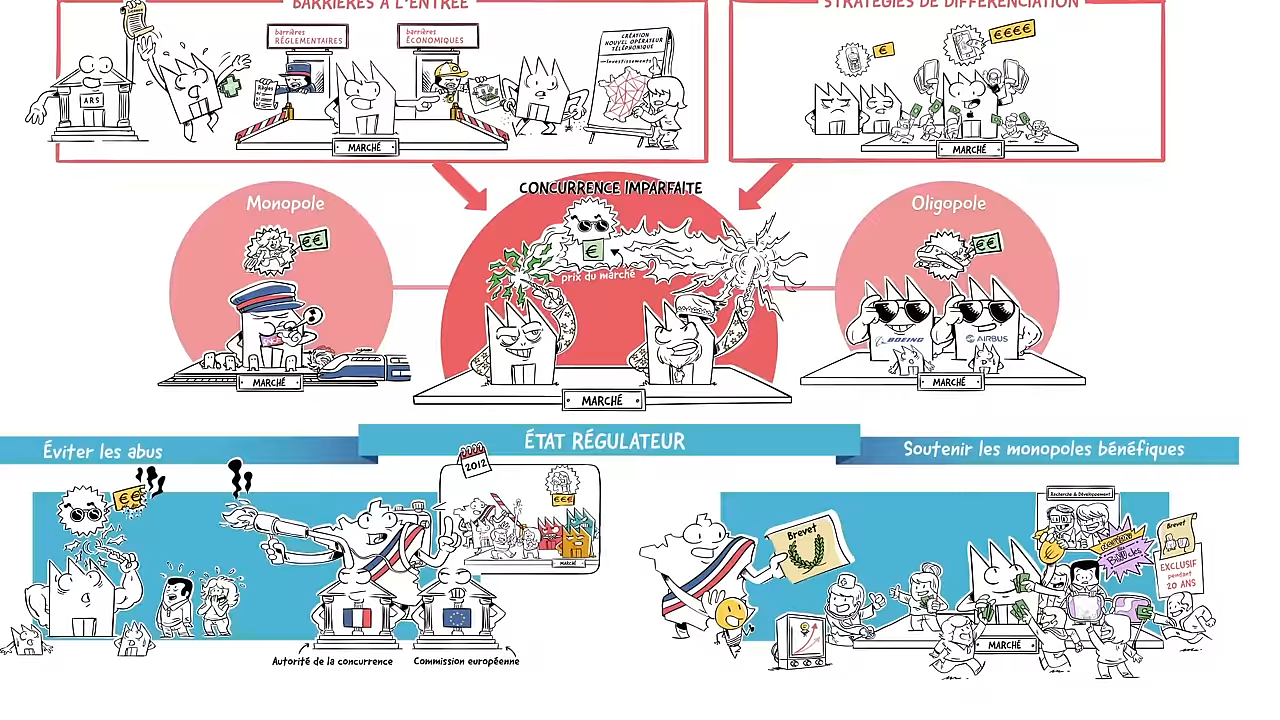 BARRIÈRES À L'ENTRÉE
STRATÉGIES DE DIFFÉRENCIATION
Licence
barrières
RÉGLEMENTAIRES
barrières
ÉCONOMIQUES
CRÉATION
NOUVEL OPÉRATEUR
TÉLÉPHONIQUE
Investissements
€
€€€€
ARS
Règles
MARCHÉ
MARCHÉ
CONCURRENCE IMPARFAITE
Monopole
Oligopole
€€
€
€€
prix du marché
BOEING
AIRBUS
MARCHÉ
MARCHÉ
MARCHÉ
ÉTAT RÉGULATEUR
Éviter les abus
Soutenir les monopoles bénéfiques
2012
€€
€€€
Recherche & Développement
Brevet
Brevet
EXCLUSIF
pendant
20 ANS
MARCHÉ
MARCHÉ
Autorité de la concurrence
Commission européenne